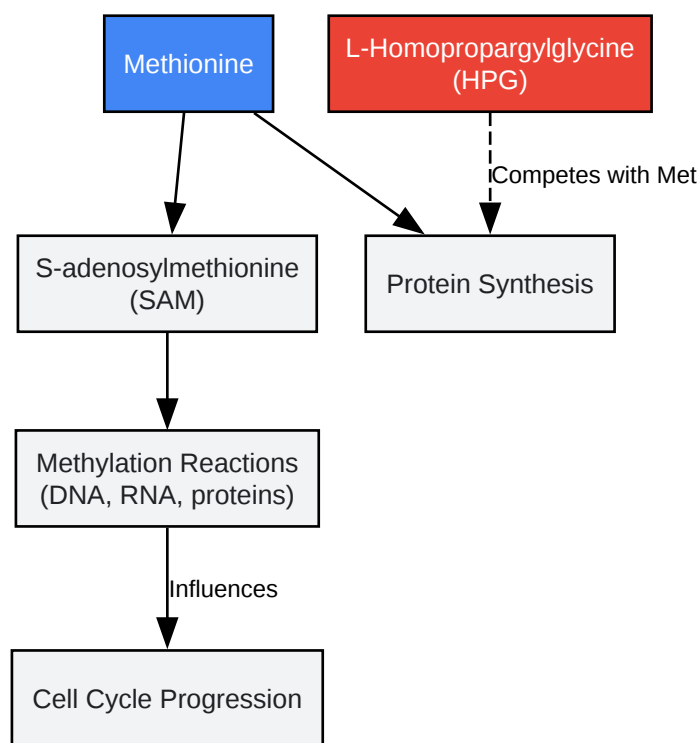 Methionine
L-Homopropargylglycine
(HPG)
Competes with Met
S-adenosylmethionine
(SAM)
Protein Synthesis
Methylation Reactions
(DNA, RNA, proteins)
Influences
Cell Cycle Progression